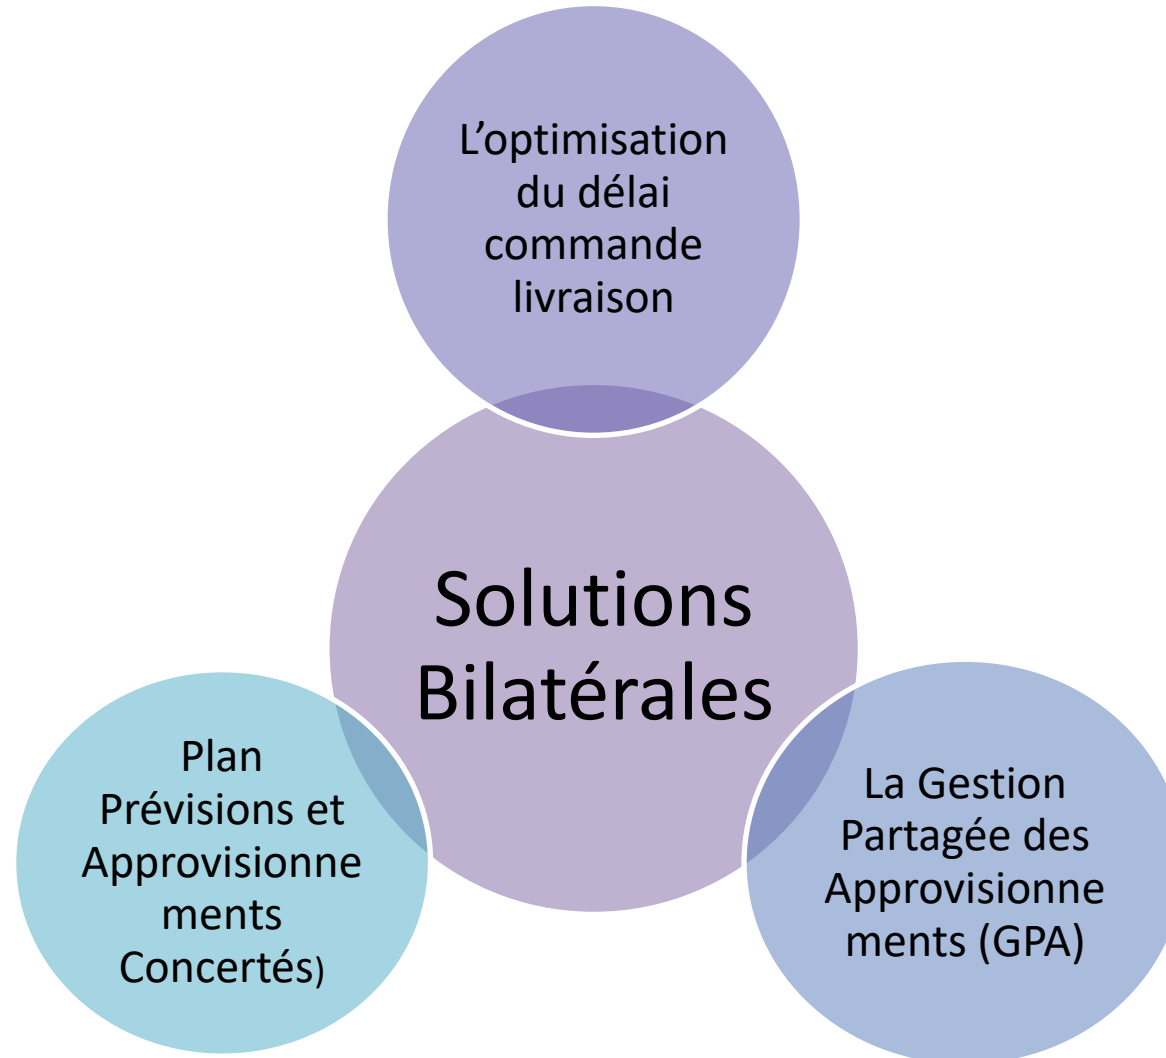 L’optimisation
du délai
commande
livraison
Solutions
Bilatérales
Plan
Prévisions et
Approvisionne
ments
Concertés)
La Gestion
Partagée des
Approvisionne
ments (GPA)